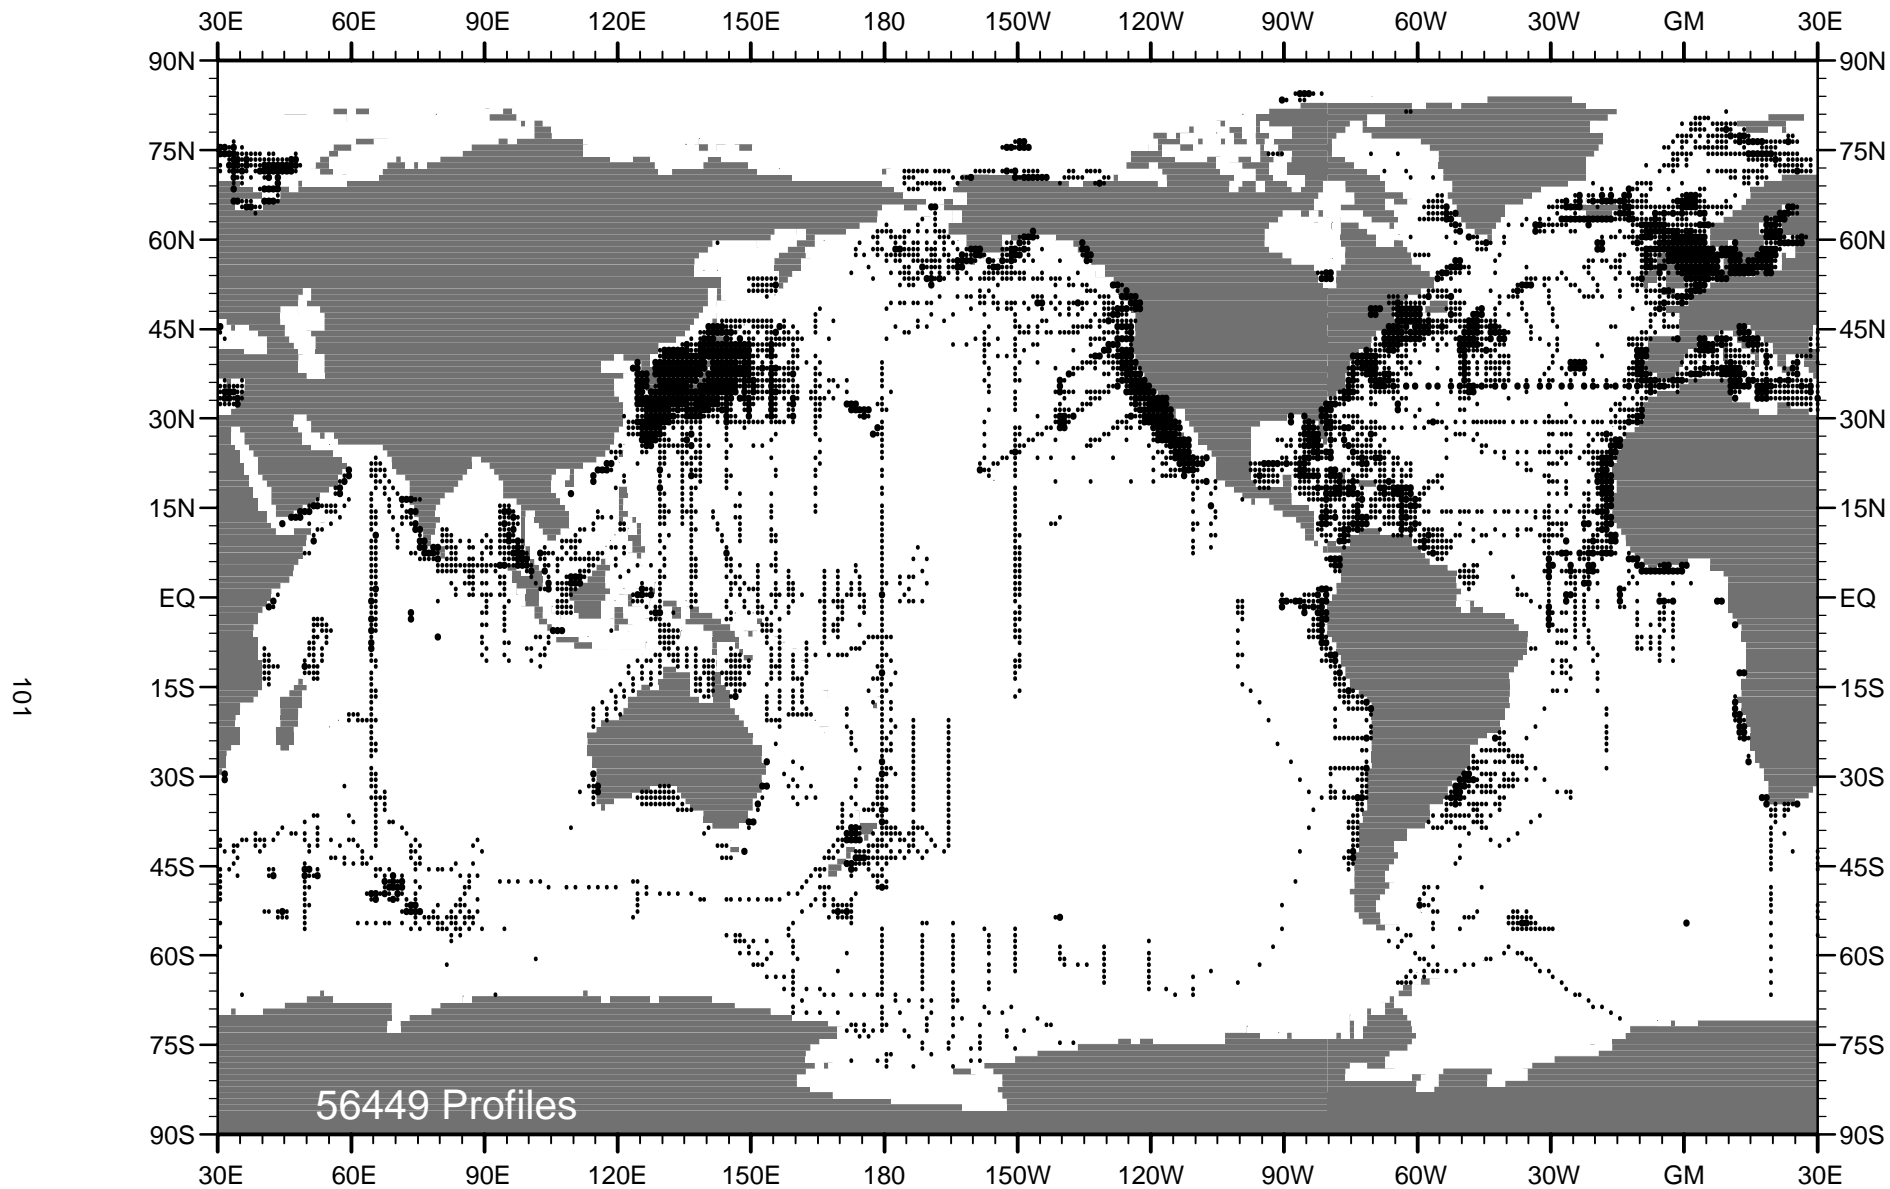 30E 60E 90E 120E 150E 180 150W 120W 90W 60W 30W GM 30E
90N 90N
75N 75N
60N 60N
45N 45N
30N 30N
15N 15N
EQ EQ
15S 15S
30S 30S
45S 45S
60S 60S
75S 75S
90S 90S
56449 Profiles
30E 60E 90E 120E 150E 180 150W 120W 90W 60W 30W GM 30E
101